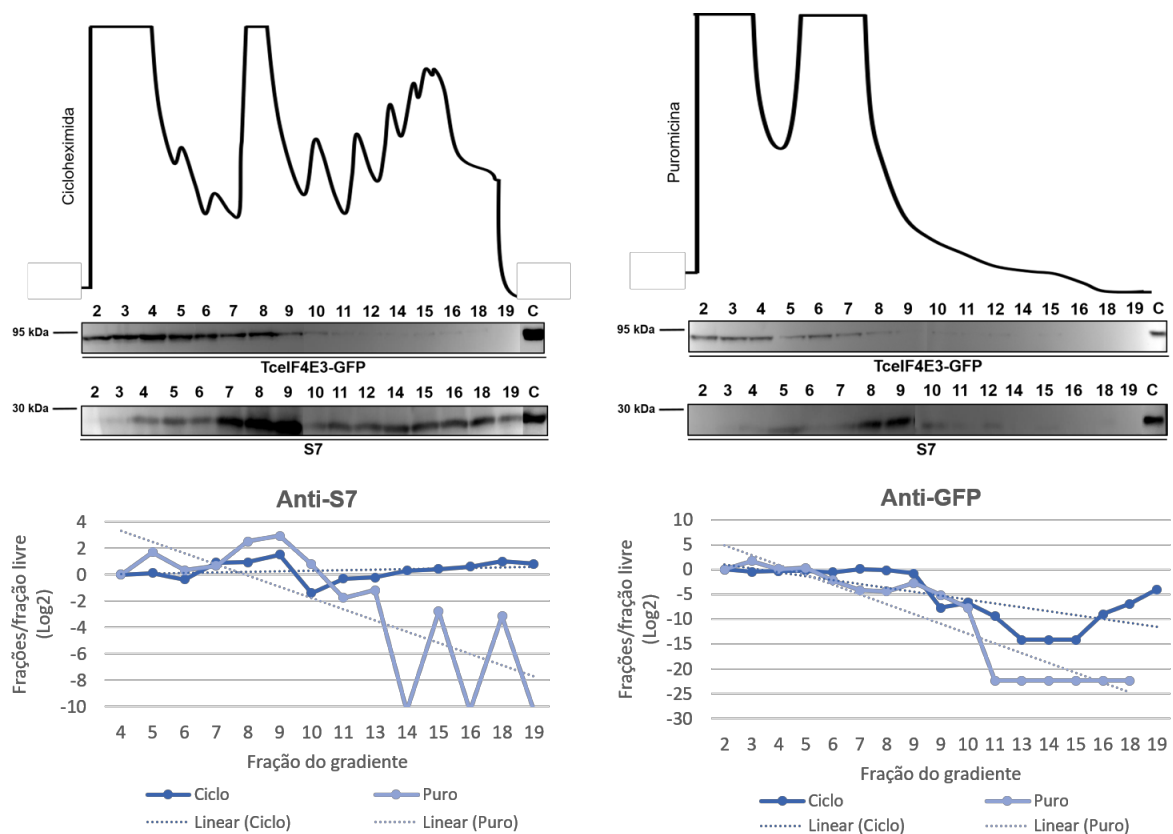 Cicloheximida
2 3 4 5 6 7 8 9 10 11 12 14 15 16 18 19 C
95 kDa
TceIF4E3-GFP
2 3 4 5 6 7 8 9 10 11 12 14 15 16 18 19 C
30 kDa
S7
Puromicina
2 3 4 5 6 7 8 9 10 11 12 14 15 16 18 19 C
95 kDa
TceIF4E3-GFP
2 3 4 5 6 7 8 9 10 11 12 14 15 16 18 19 C
30 kDa
S7
Anti-S7
Frações/fração livre
(Log2)
4
2
0
-2
-4
-6
-8
-10
4 5 6 7 8 9 10 11 13 14 15 16 18 19
Fração do gradiente
Ciclo
Puro
Linear (Ciclo)
Linear (Puro)
Anti-GFP
Frações/fração livre
(Log2)
10
5
0
-5
-10
-15
-20
-25
-30
2 3 4 5 6 7 8 9 9 10 11 13 14 15 16 18 19
Fração do gradiente
Ciclo
Puro
Linear (Ciclo)
Linear (Puro)